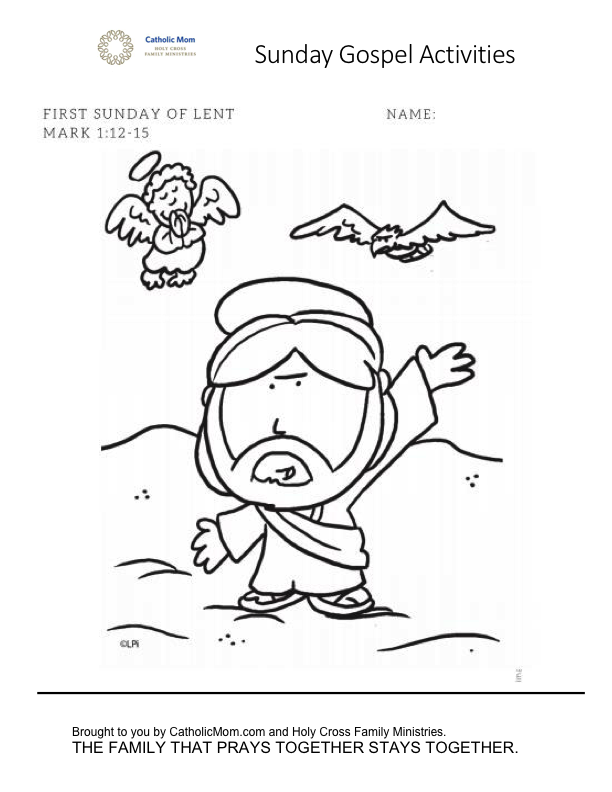 Catholic Mom
HOLY CROSS
FAMILY MINISTRIES
Sunday Gospel Activities
FIRST SUNDAY OF LENT
NAME:
MARK 1:12-15
©LPi
Brought to you by CatholicMom.com and Holy Cross Family Ministries.
THE FAMILY THAT PRAYS TOGETHER STAYS TOGETHER.